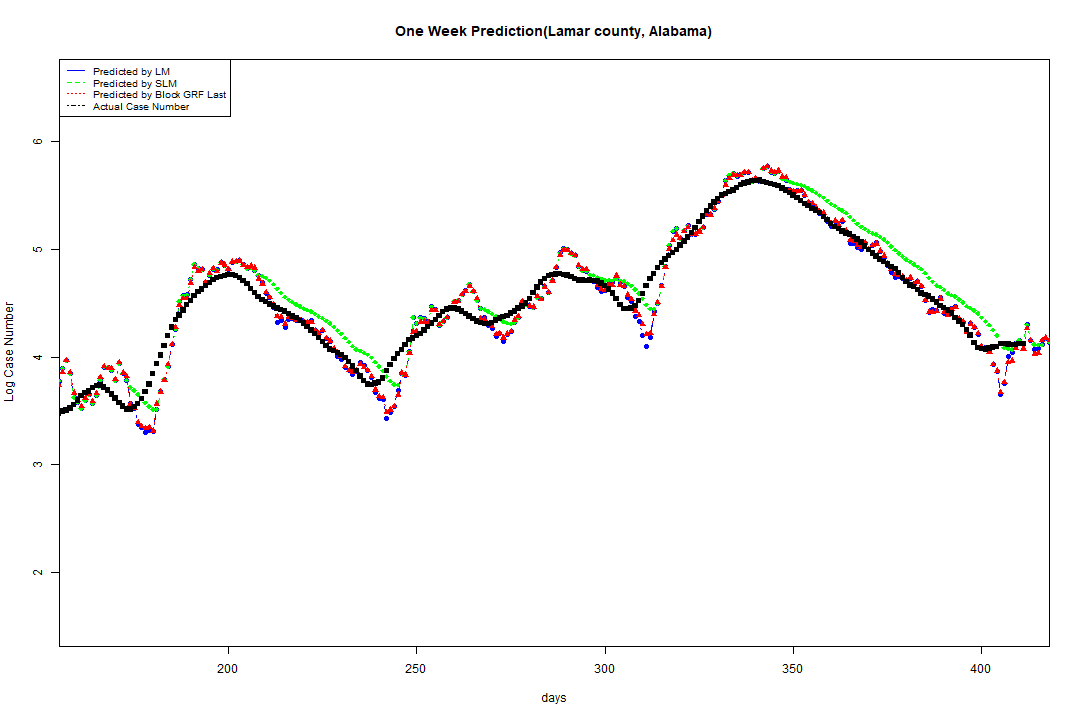 One Week Prediction(Lamar county, Alabama)
Predicted by LM
Predicted by SLM
Predicted by Block GRF Last
Actual Case Number
6
5
4
3
2
Log Case Number
200
250
300
350
400
days